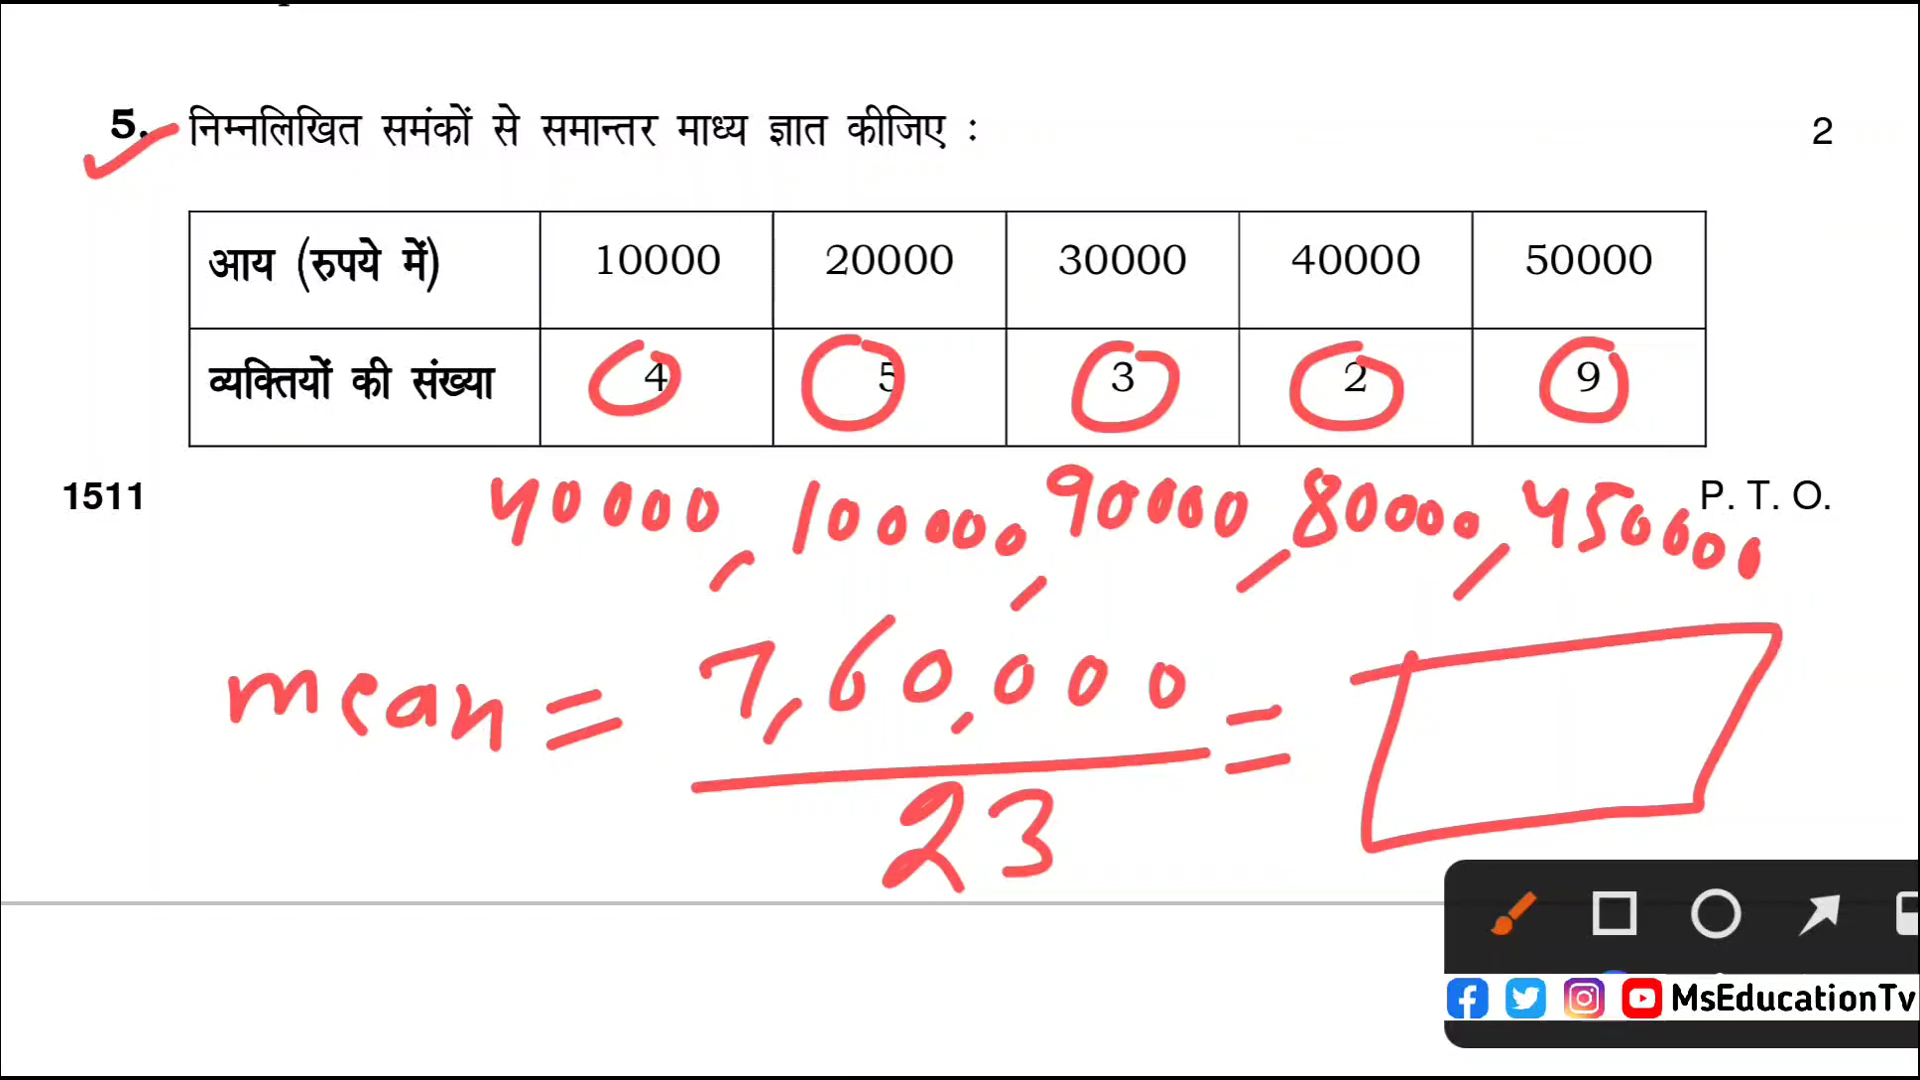 5. निम्नलिखित समंकों से समान्तर माध्य ज्ञात कीजिए : 2
आय (रुपये में) 10000 20000 30000 40000 50000
व्यक्तियों की संख्या 4 5 3 2 9
1511 P. T. O.
40000, 100000, 90000, 80000, 450000
mean = 7,60,000 =
23
MsEducationTv